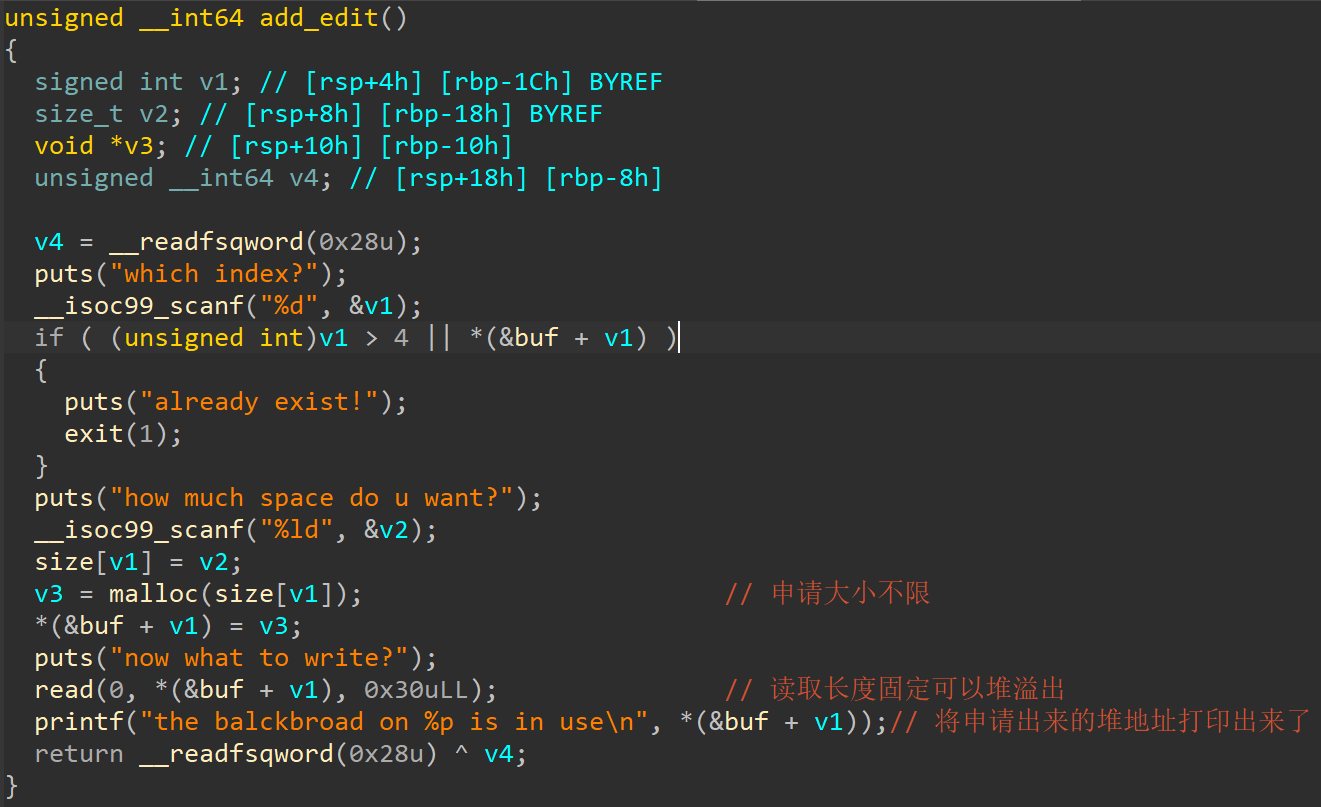 unsigned __int64 add_edit()
{
  signed int v1; // [rsp+4h] [rbp-1Ch] BYREF
  size_t v2; // [rsp+8h] [rbp-18h] BYREF
  void *v3; // [rsp+10h] [rbp-10h]
  unsigned __int64 v4; // [rsp+18h] [rbp-8h]
  v4 = __readfsqword(0x28u);
  puts("which index?");
  __isoc99_scanf("%d", &v1);
  if ( (unsigned int)v1 > 4 || *(&buf + v1) )
  {
    puts("already exist!");
    exit(1);
  }
  puts("how much space do u want?");
  __isoc99_scanf("%ld", &v2);
  size[v1] = v2;
  v3 = malloc(size[v1]); // 申请大小不限
  *(&buf + v1) = v3;
  puts("now what to write?");
  read(0, *(&buf + v1), 0x30uLL); // 读取长度固定可以堆溢出
  printf("the balckbroad on %p is in use\n", *(&buf + v1));// 将申请出来的堆地址打印出来了
  return __readfsqword(0x28u) ^ v4;
}